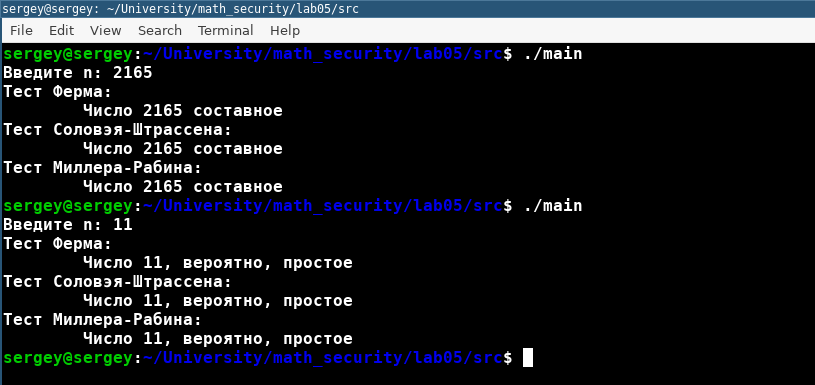 sergey@sergey: ~/University/math_security/lab05/src
File Edit View Search Terminal Help
sergey@sergey:~/University/math_security/lab05/src$ ./main
Введите n: 2165
Тест Ферма:
Число 2165 составное
Тест Соловэя-Штрассена:
Число 2165 составное
Тест Миллера-Рабина:
Число 2165 составное
sergey@sergey:~/University/math_security/lab05/src$ ./main
Введите n: 11
Тест Ферма:
Число 11, вероятно, простое
Тест Соловэя-Штрассена:
Число 11, вероятно, простое
Тест Миллера-Рабина:
Число 11, вероятно, простое
sergey@sergey:~/University/math_security/lab05/src$